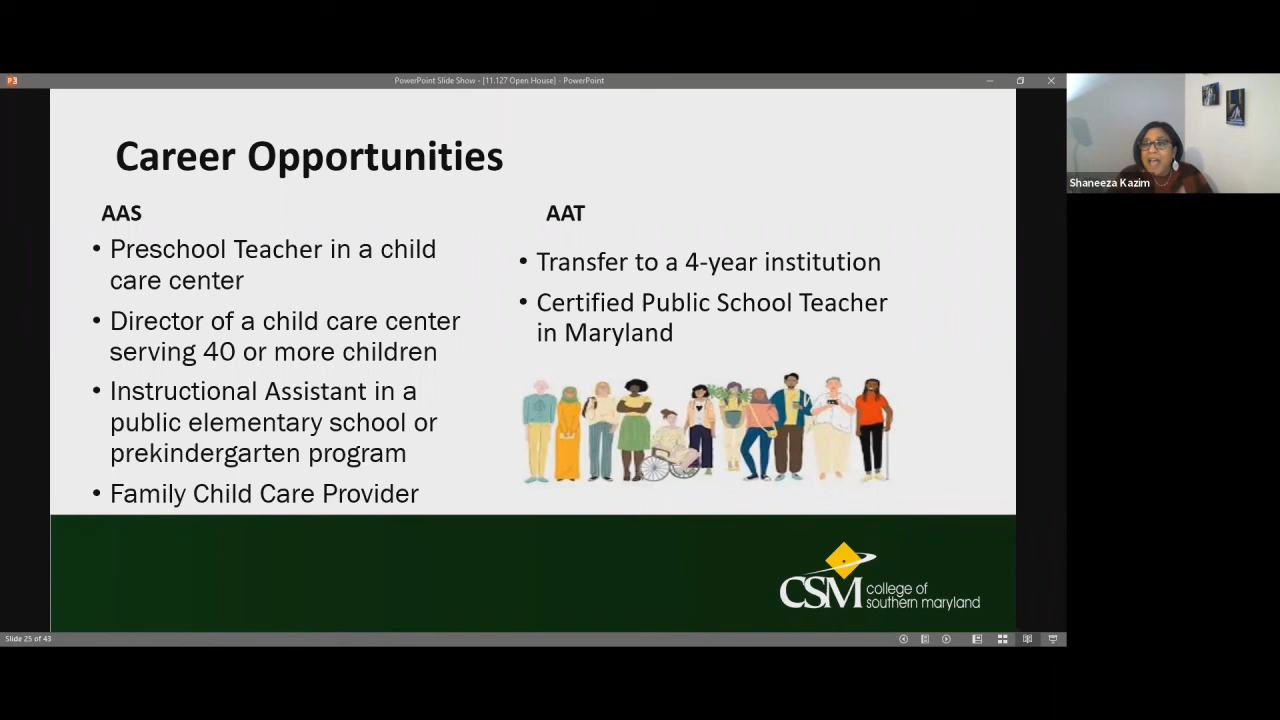 PowerPoint Slide Show - [11.127 Open House] - PowerPoint
Career Opportunities
AAS
• Preschool Teacher in a child
care center
• Director of a child care center
serving 40 or more children
• Instructional Assistant in a
public elementary school or
prekindergarten program
• Family Child Care Provider
AAT
• Transfer to a 4-year institution
• Certified Public School Teacher
in Maryland
CSM college of
southern maryland
Slide 25 of 43
Shaneeza Kazim